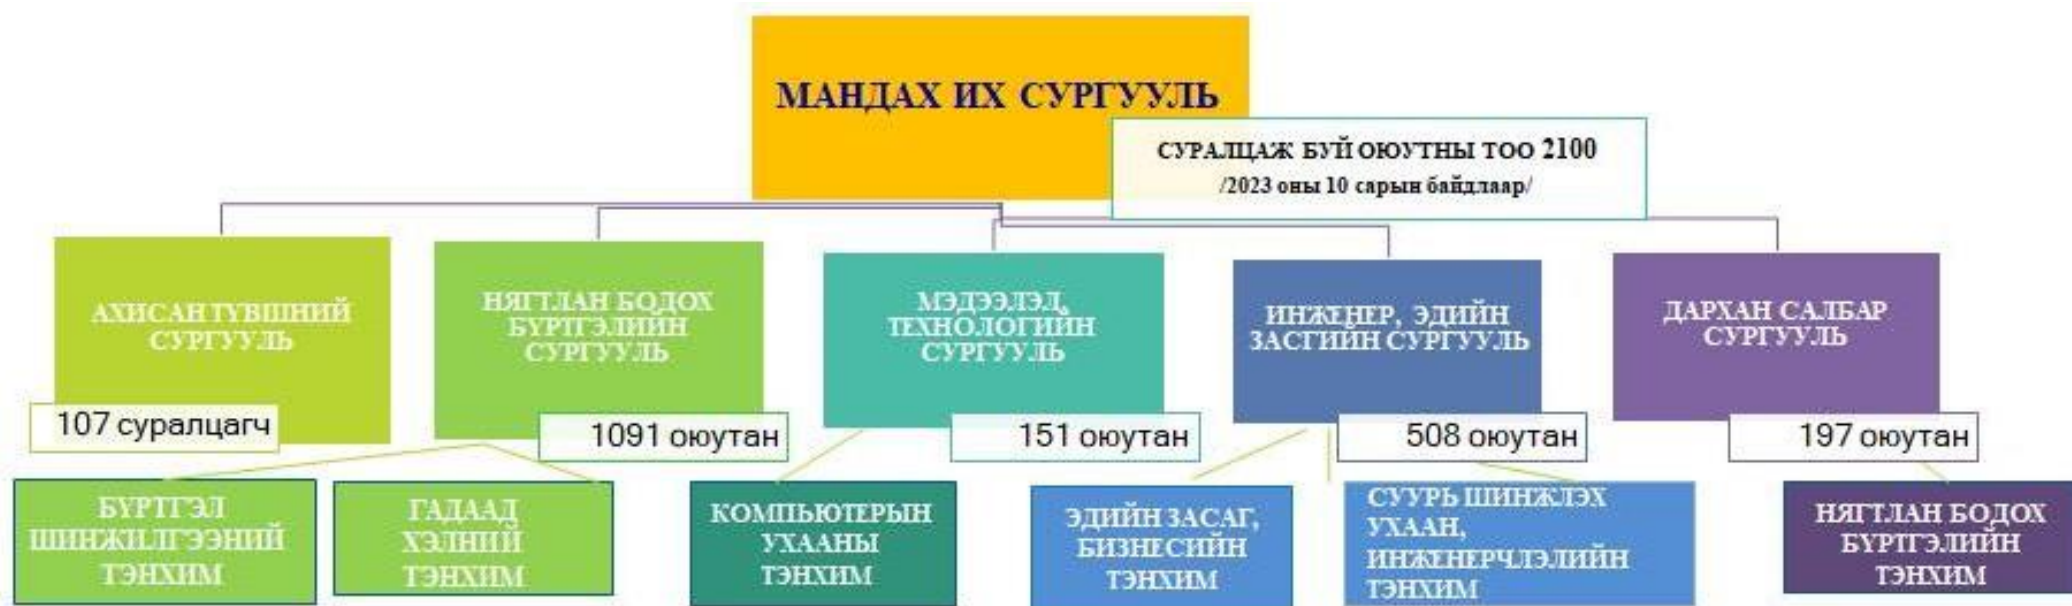 МАНДАХ ИХ СУРГУУЛЬ
СУРАЛЦАЖ БУЙ ОЮУТНЫ ТОО 2100
/2023 оны 10 сарын байдлаар/
АХИСАН ТҮВШНИЙ
СУРГУУЛЬ
107 суралцагч
НЯГТЛАН БОДОХ
БҮРТГЭЛИЙН
СУРГУУЛЬ
1091 оюутан
МЭДЭЭЛЭЛ,
ТЕХНОЛОГИЙН
СУРГУУЛЬ
151 оюутан
ИНЖЕНЕР, ЭДИЙН
ЗАСГИЙН СУРГУУЛЬ
508 оюутан
ДАРХАН САЛБАР
СУРГУУЛЬ
197 оюутан
БҮРТГЭЛ
ШИНЖИЛГЭЭНИЙ
ТЭНХИМ
ГАДААД
ХЭЛНИЙ
ТЭНХИМ
КОМПЬЮТЕРЫН
УХААНЫ
ТЭНХИМ
ЭДИЙН ЗАСАГ,
БИЗНЕСИЙН
ТЭНХИМ
СУУРЬ ШИНЖЛЭХ
УХААН,
ИНЖЕНЕРЧЛЭЛИЙН
ТЭНХИМ
НЯГТЛАН БОДОХ
БҮРТГЭЛИЙН
ТЭНХИМ